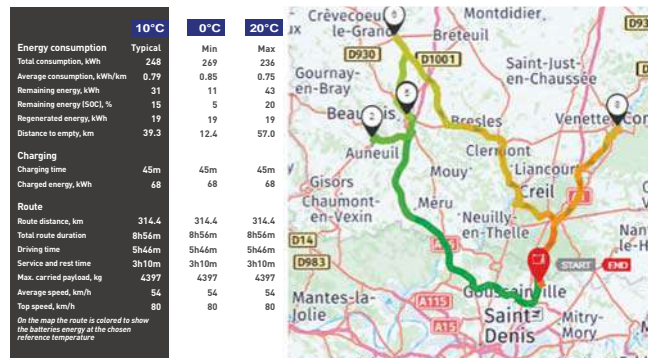 10°C 0°C 20°C
Energy consumption Typical Min Max
Total consumption, kWh 248 269 236
Average consumption, kWh/km 0.79 0.85 0.75
Remaining energy, kWh 31 11 43
Remaining energy (SOC), % 15 5 20
Regenerated energy, kWh 19 19 19
Distance to empty, km 39.3 12.4 57.0
Charging
Charging time 45m 45m 45m
Charged energy, kWh 68 68 68
Route
Route distance, km 314.4 314.4 314.4
Total route duration 8h56m 8h56m 8h56m
Driving time 5h46m 5h46m 5h46m
Service and rest time 3h10m 3h10m 3h10m
Max. carried payload, kg 4397 4397 4397
Average speed, km/h 54 54 54
Top speed, km/h 80 80 80
On the map the route is colored to show
the batteries energy at the chosen
reference temperature
Crèvecoeur
le-Grand
Montdidier
Breteuil
D930
D1001
Saint-Just-
en-Chaussée
Gournay-
en-Bray
2
Bresles
Venette
Auneuil
Clermont
Mouy
Liancourt
Gisors
Creil
Chaumont-
en-Vexin
Méru
Neuilly-
en-Thelle
D14
D983
START END
Goussainville
Mantes-la-
Jolie
A115
A15
Saint-
Denis
Mitry-
Mory